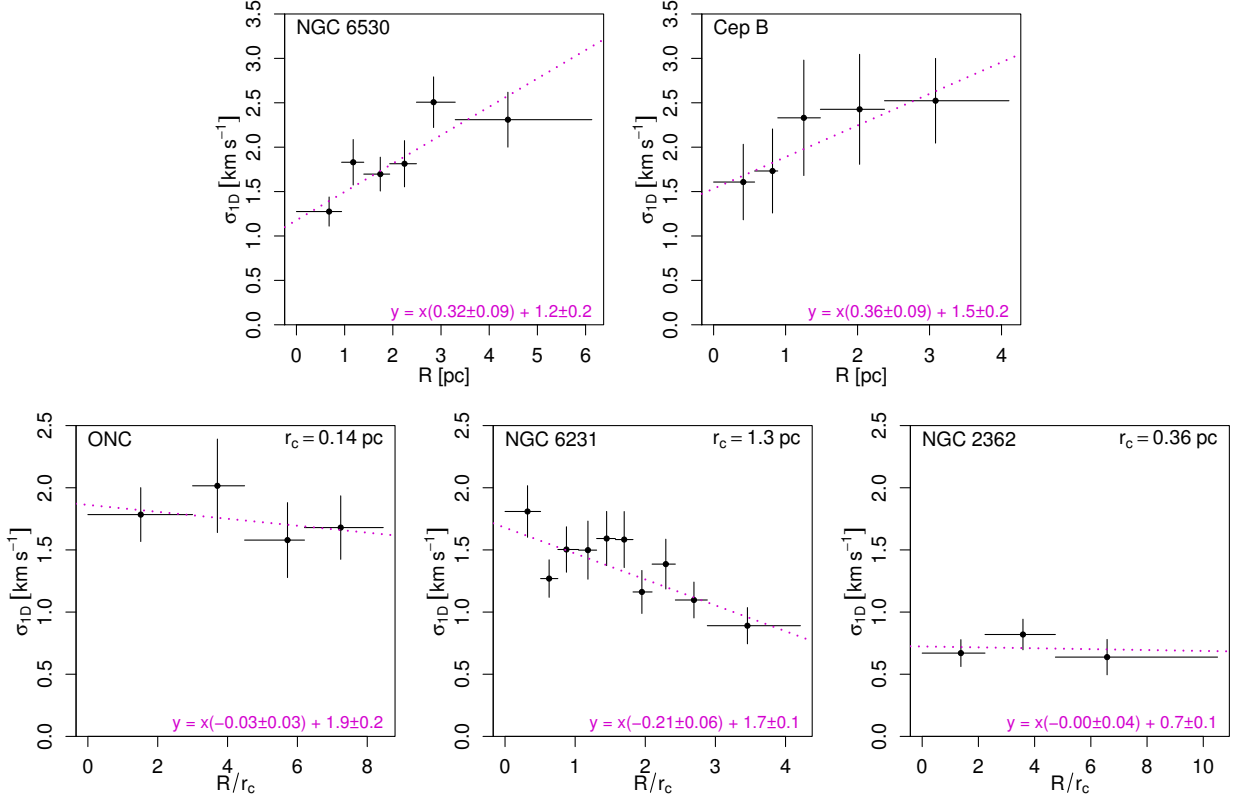 NGC 6530
σ1D [km s−1]
0.0 0.5 1.0 1.5 2.0 2.5 3.0 3.5
y = x(0.32±0.09) + 1.2±0.2
0 1 2 3 4 5 6
R [pc]
Cep B
σ1D [km s−1]
0.0 0.5 1.0 1.5 2.0 2.5 3.0 3.5
y = x(0.36±0.09) + 1.5±0.2
0 1 2 3 4
R [pc]
ONC
rc = 0.14 pc
σ1D [km s−1]
0.0 0.5 1.0 1.5 2.0 2.5
y = x(−0.03±0.03) + 1.9±0.2
0 2 4 6 8
R/rc
NGC 6231
rc = 1.3 pc
σ1D [km s−1]
0.0 0.5 1.0 1.5 2.0 2.5
y = x(−0.21±0.06) + 1.7±0.1
0 1 2 3 4
R/rc
NGC 2362
rc = 0.36 pc
σ1D [km s−1]
0.0 0.5 1.0 1.5 2.0 2.5
y = x(−0.00±0.04) + 0.7±0.1
0 2 4 6 8 10
R/rc